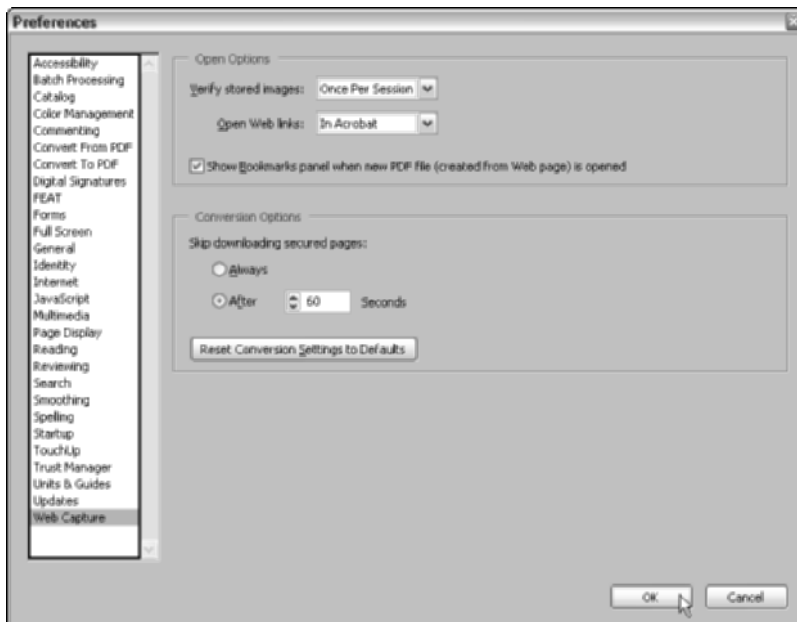 Preferences
Accessibility
Batch Processing
Catalog
Color Management
Commenting
Convert From PDF
Convert To PDF
Digital Signatures
FEAT
Forms
Full Screen
General
Identity
Internet
JavaScript
Multimedia
Page Display
Reading
Reviewing
Search
Smoothing
Spelling
Startup
TouchUp
Trust Manager
Units & Guides
Updates
Web Capture
Open Options
Verify stored images: Once Per Session
Open Web links: In Acrobat
Show Bookmarks panel when new PDF file (created from Web page) is opened
Conversion Options
Skip downloading secured pages:
Always
After 60 Seconds
Reset Conversion Settings to Defaults
OK Cancel